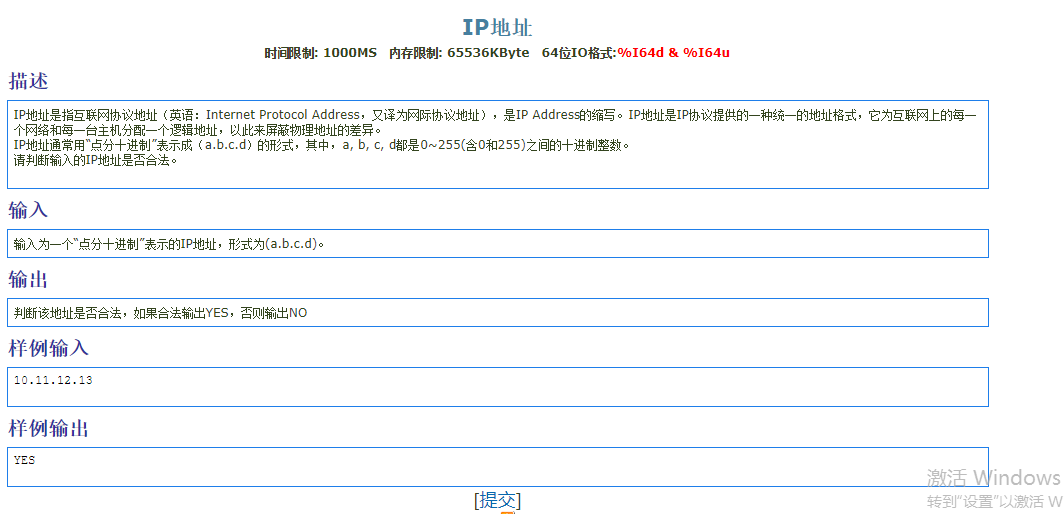 IP地址
时间限制: 1000MS 内存限制: 65536KByte 64位IO格式:%I64d & %I64u
描述
IP地址是指互联网协议地址（英语：Internet Protocol Address，又译为网际协议地址），是IP Address的缩写。IP地址是IP协议提供的一种统一的地址格式，它为互联网上的每一
个网络和每一台主机分配一个逻辑地址，以此来屏蔽物理地址的差异。
IP地址通常用“点分十进制”表示成（a.b.c.d）的形式，其中，a, b, c, d都是0~255(含0和255)之间的十进制整数。
请判断输入的IP地址是否合法。
输入
输入为一个“点分十进制”表示的IP地址，形式为(a.b.c.d)。
输出
判断该地址是否合法，如果合法输出YES，否则输出NO
样例输入
10.11.12.13
样例输出
YES
[提交]
激活 Windows
转到“设置”以激活 W